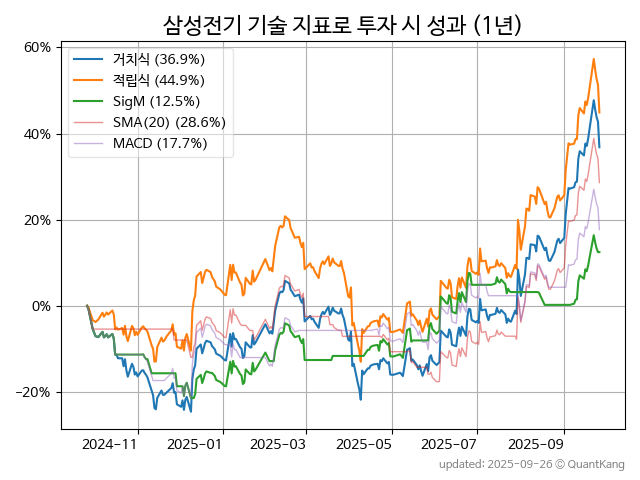 삼성전기 기술 지표로 투자 시 성과 (1년)
60%
40%
20%
0%
−20%
거치식 (36.9%)
적립식 (44.9%)
SigM (12.5%)
SMA(20) (28.6%)
MACD (17.7%)
2024-11
2025-01
2025-03
2025-05
2025-07
2025-09
updated: 2025-09-26 © QuantKang